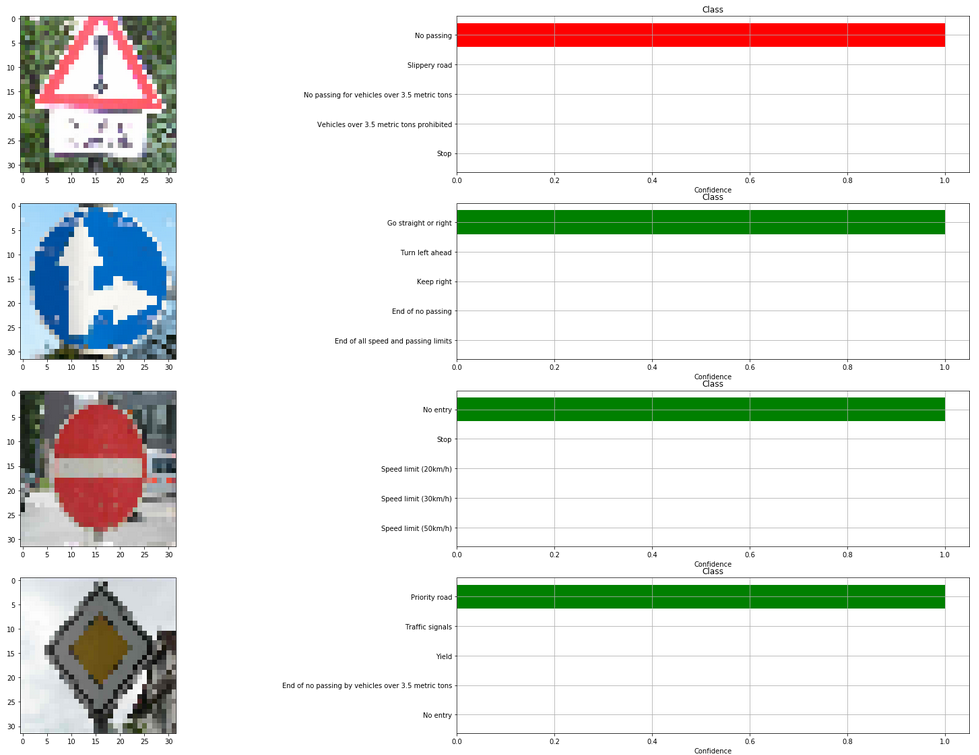 Class
0
5
10
15
20
25
30
0 5 10 15 20 25 30
No passing
Slippery road
No passing for vehicles over 3.5 metric tons
Vehicles over 3.5 metric tons prohibited
Stop
0.0 0.2 0.4 0.6 0.8 1.0
Confidence
Class
0
5
10
15
20
25
30
0 5 10 15 20 25 30
Go straight or right
Turn left ahead
Keep right
End of no passing
End of all speed and passing limits
0.0 0.2 0.4 0.6 0.8 1.0
Confidence
Class
0
5
10
15
20
25
30
0 5 10 15 20 25 30
No entry
Stop
Speed limit (20km/h)
Speed limit (30km/h)
Speed limit (50km/h)
0.0 0.2 0.4 0.6 0.8 1.0
Confidence
Class
0
5
10
15
20
25
30
0 5 10 15 20 25 30
Priority road
Traffic signals
Yield
End of no passing by vehicles over 3.5 metric tons
No entry
0.0 0.2 0.4 0.6 0.8 1.0
Confidence